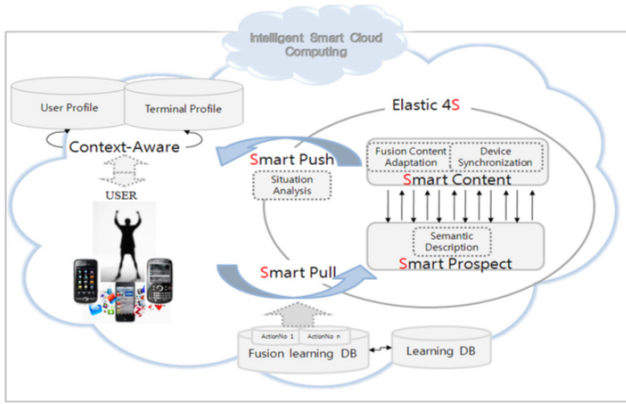 Intelligent Smart Cloud
Computing
User Profile
Terminal Profile
Elastic 4S
Context-Aware
Smart Push
Situation
Analysis
Fusion Content
Adaptation
Device
Synchronization
Smart Content
USER
Semantic
Description
Smart Prospect
Smart Pull
ActionNo 1
ActionNo n
Fusion learning DB
Learning DB